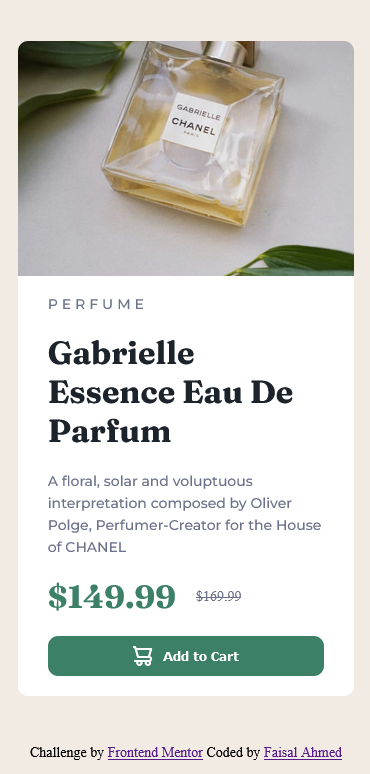 GABRIELLE
CHANEL
PARIS
PERFUME
Gabrielle
Essence Eau De
Parfum
A floral, solar and voluptuous
interpretation composed by Oliver
Polge, Perfumer-Creator for the House
of CHANEL
$149.99 $169.99
Add to Cart
Challenge by Frontend Mentor Coded by Faisal Ahmed